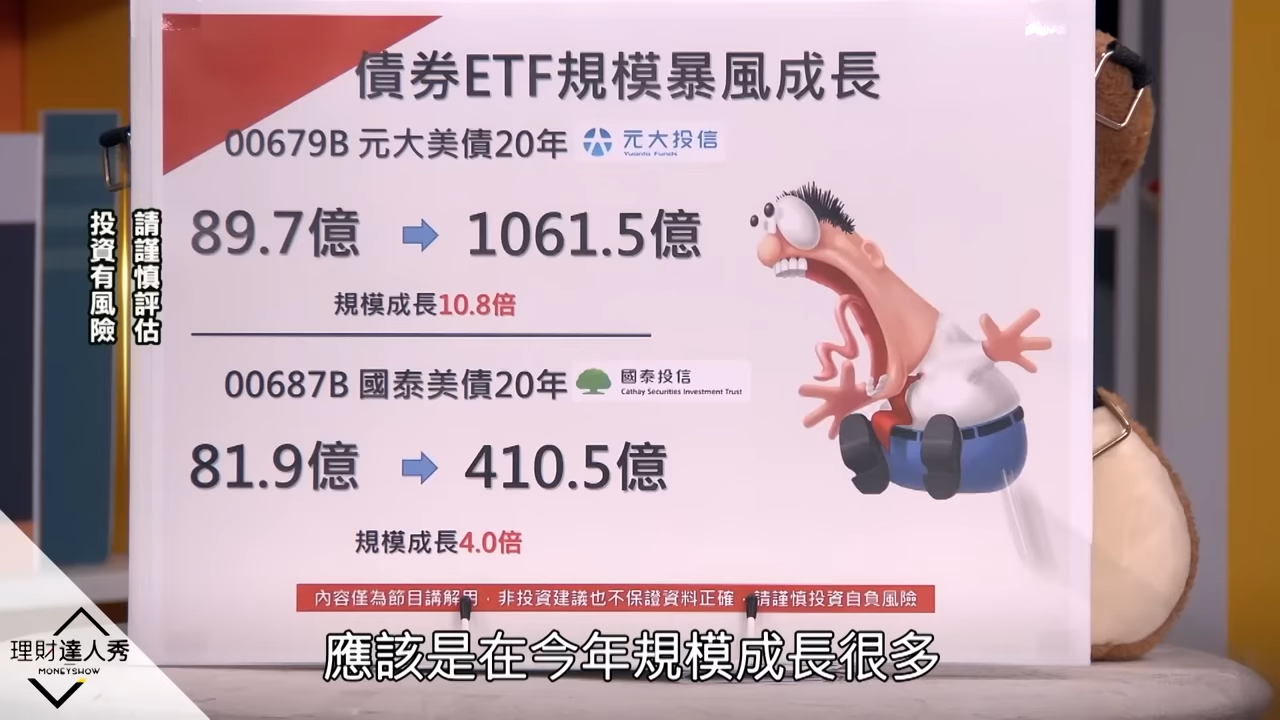 債券ETF規模暴風成長
00679B 元大美債20年
元大投信
Yuanta Funds
89.7億
1061.5億
規模成長10.8倍
00687B 國泰美債20年
國泰投信
Cathay Securities Investment Trust
81.9億
410.5億
規模成長4.0倍
內容僅為節目講解用．非投資建議也不保證資料正確．請謹慎投資自負風險
請謹慎評估
投資有風險
理財達人秀
MONEYSHOW
應該是在今年規模成長很多